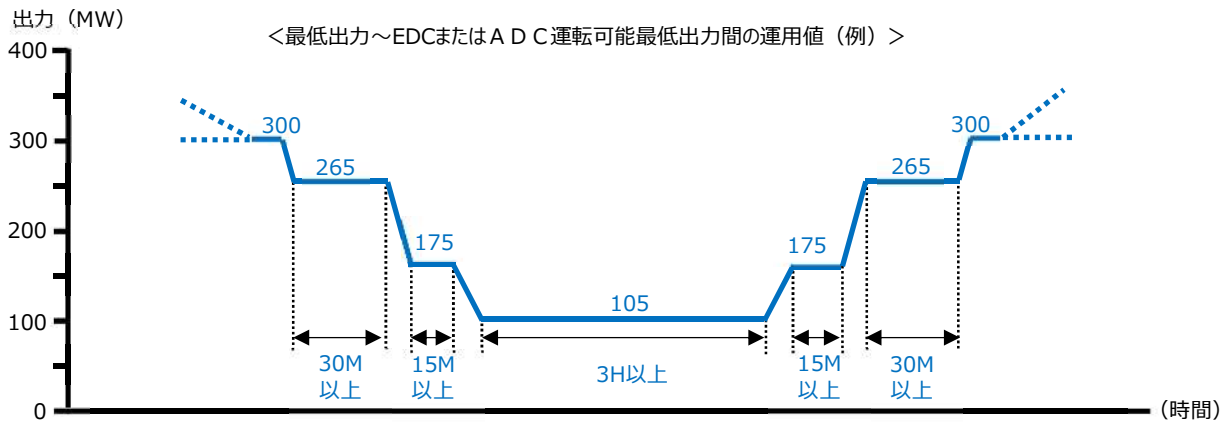 出力（MW）
＜最低出力～EDCまたはＡＤＣ運転可能最低出力間の運用値（例）＞
400
300
200
100
0
300
265
175
105
175
265
300
30M
以上
15M
以上
3H以上
15M
以上
30M
以上
（時間）